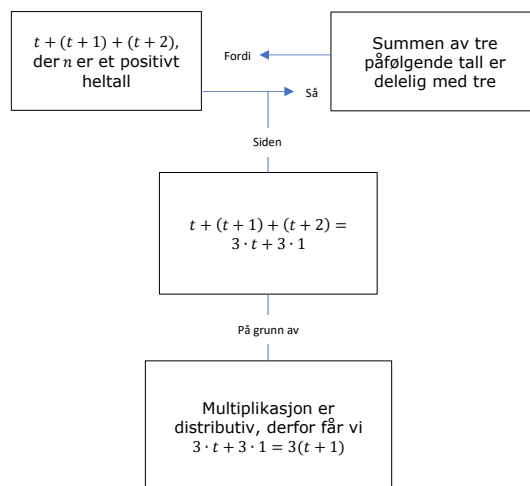 t + (t + 1) + (t + 2),
der n er et positivt
heltall
Fordi
Så
Summen av tre
påfølgende tall er
delelig med tre
Siden
t + (t + 1) + (t + 2) =
3 · t + 3 · 1
På grunn av
Multiplikasjon er
distributiv, derfor får vi
3 · t + 3 · 1 = 3(t + 1)